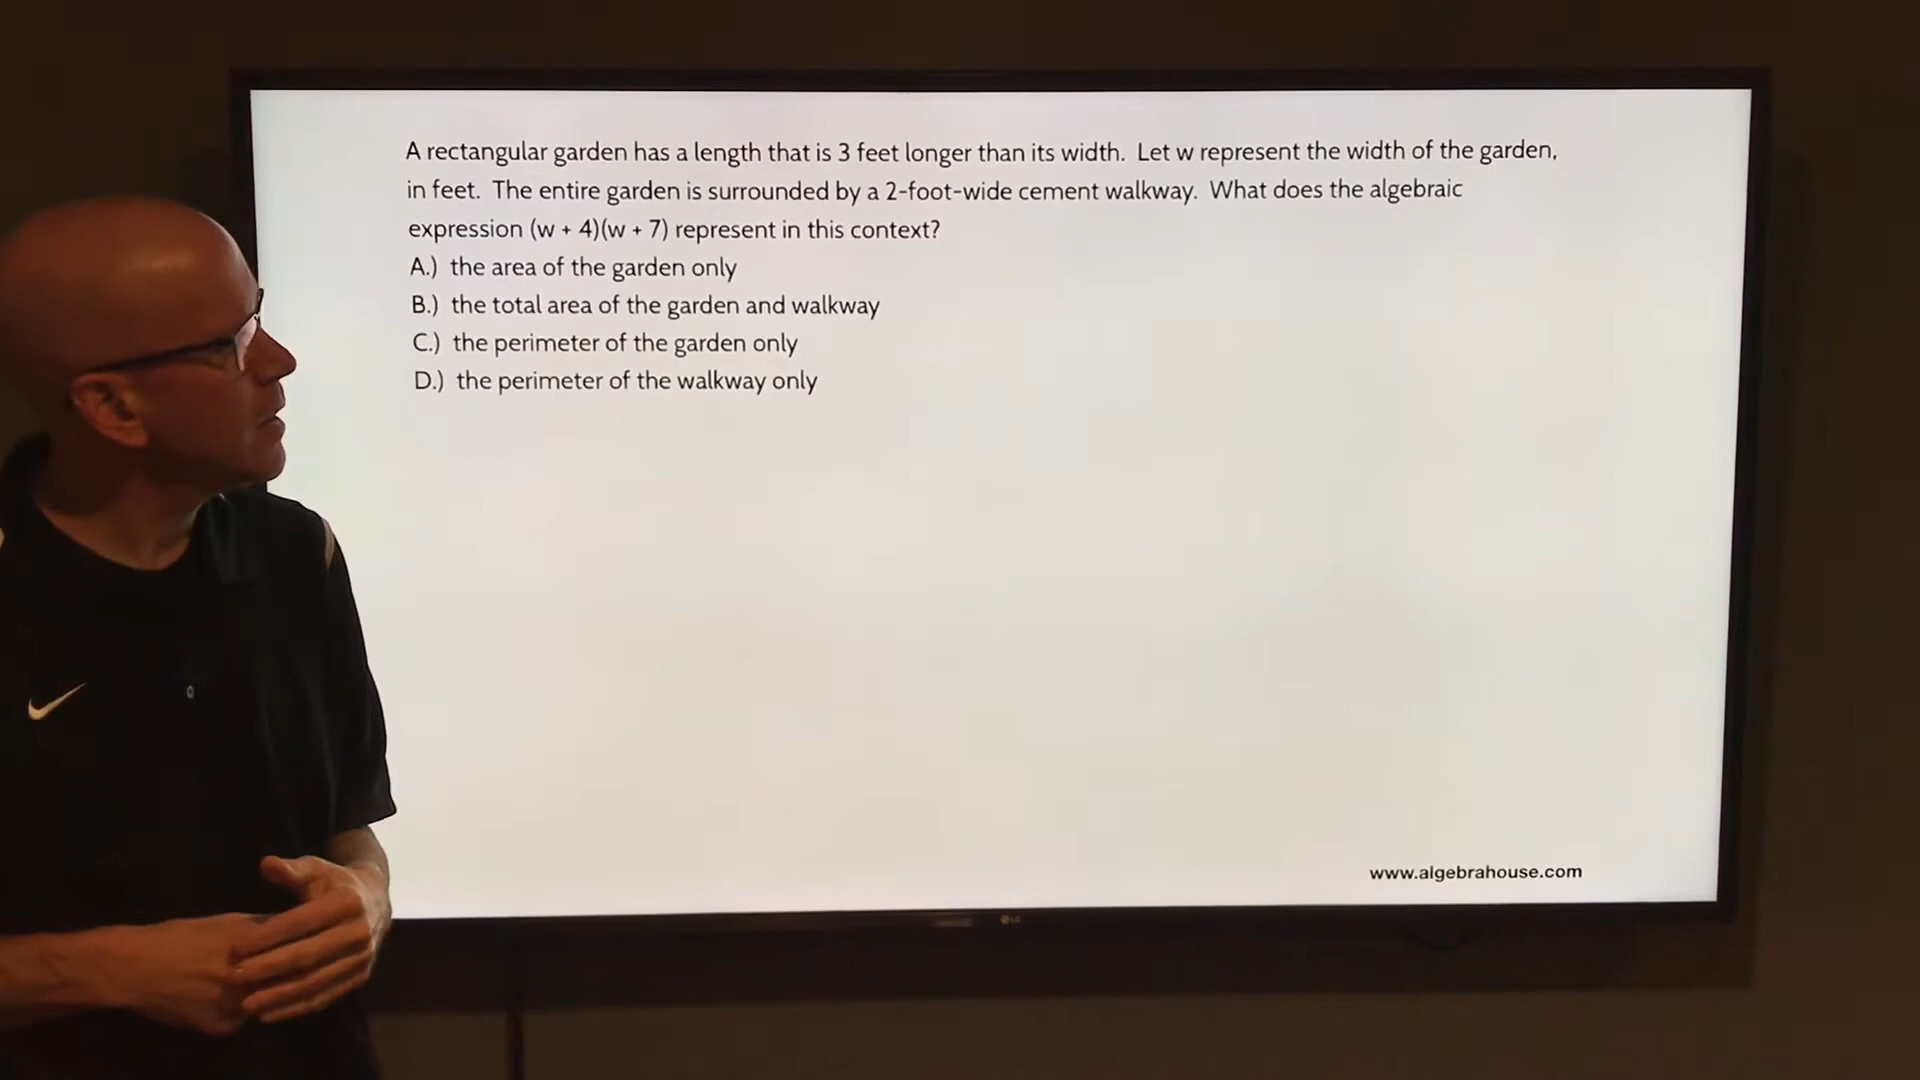 A rectangular garden has a length that is 3 feet longer than its width. Let w represent the width of the garden,
in feet. The entire garden is surrounded by a 2-foot-wide cement walkway. What does the algebraic
expression (w + 4)(w + 7) represent in this context?
A.) the area of the garden only
B.) the total area of the garden and walkway
C.) the perimeter of the garden only
D.) the perimeter of the walkway only
www.algebrahouse.com
LG